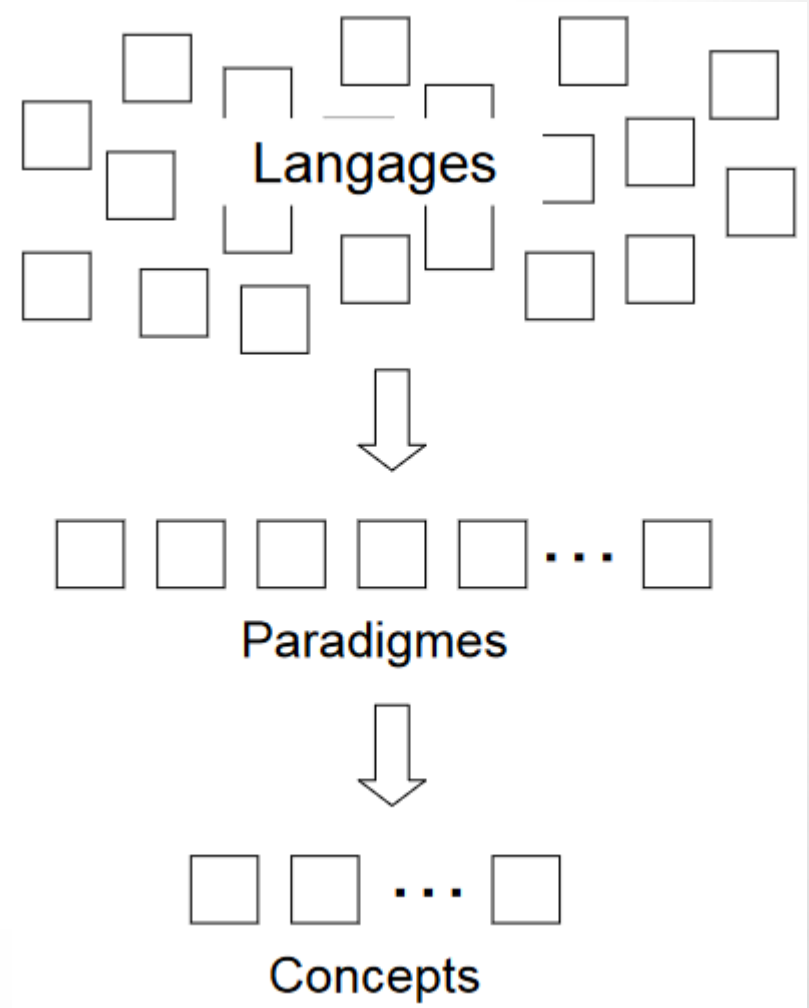 Langages
. . .
Paradigmes
. . .
Concepts